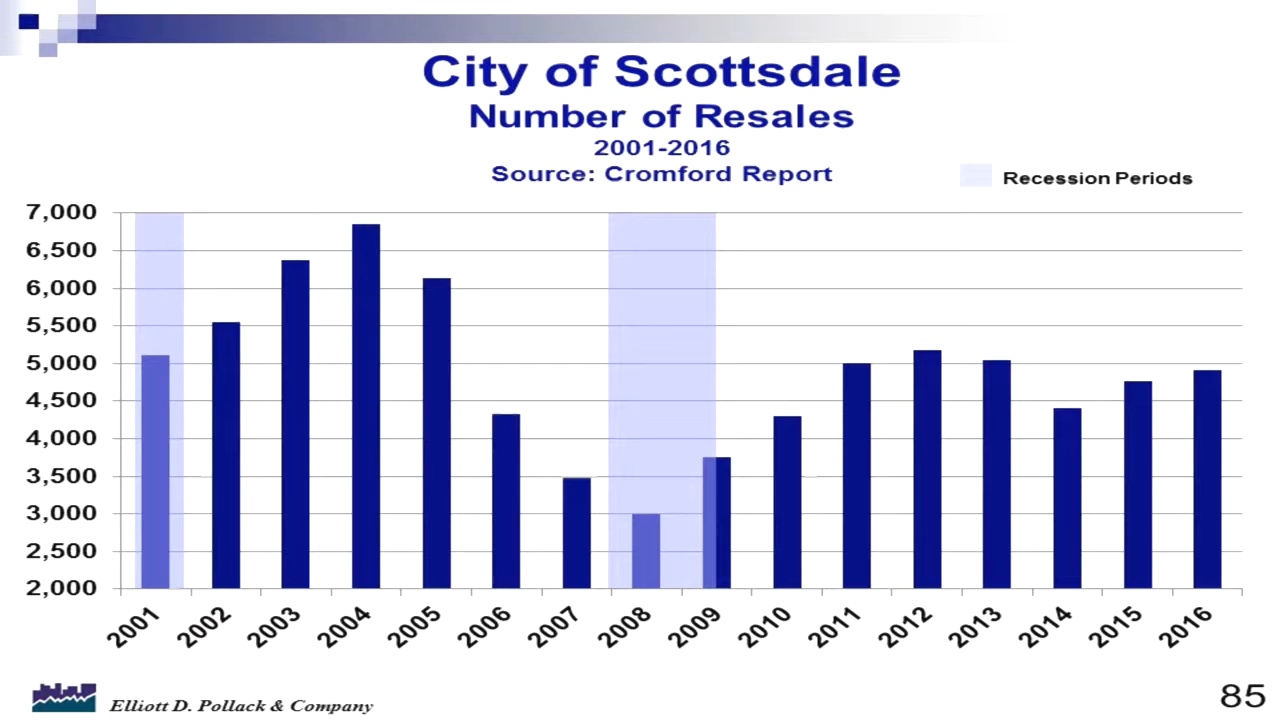 City of Scottsdale
Number of Resales
2001-2016
Source: Cromford Report
Recession Periods
7,000
6,500
6,000
5,500
5,000
4,500
4,000
3,500
3,000
2,500
2,000
2001 2002 2003 2004 2005 2006 2007 2008 2009 2010 2011 2012 2013 2014 2015 2016
Elliott D. Pollack & Company
85